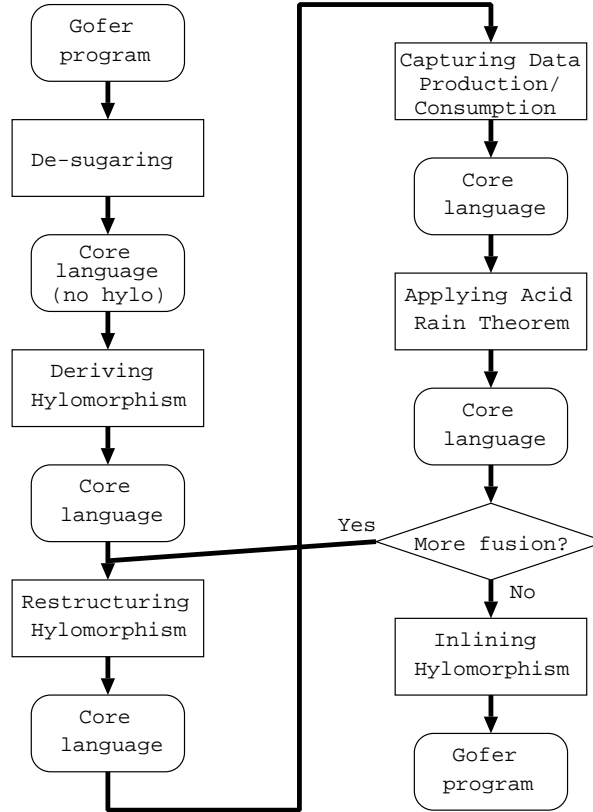 Gofer
program
De-sugaring
Core
language
(no hylo)
Deriving
Hylomorphism
Core
language
Restructuring
Hylomorphism
Core
language
Capturing Data
Production/
Consumption
Core
language
Applying Acid
Rain Theorem
Core
language
Yes
More fusion?
No
Inlining
Hylomorphism
Gofer
program